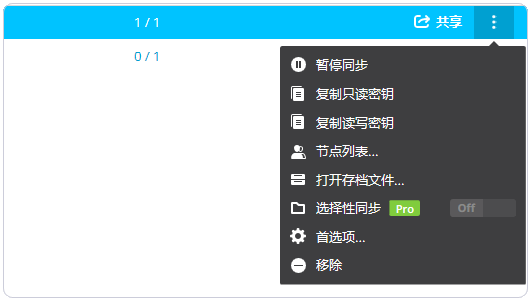 1 / 1 共享
0 / 1
暂停同步
复制只读密钥
复制读写密钥
节点列表...
打开存档文件...
选择性同步 Pro Off
首选项...
移除